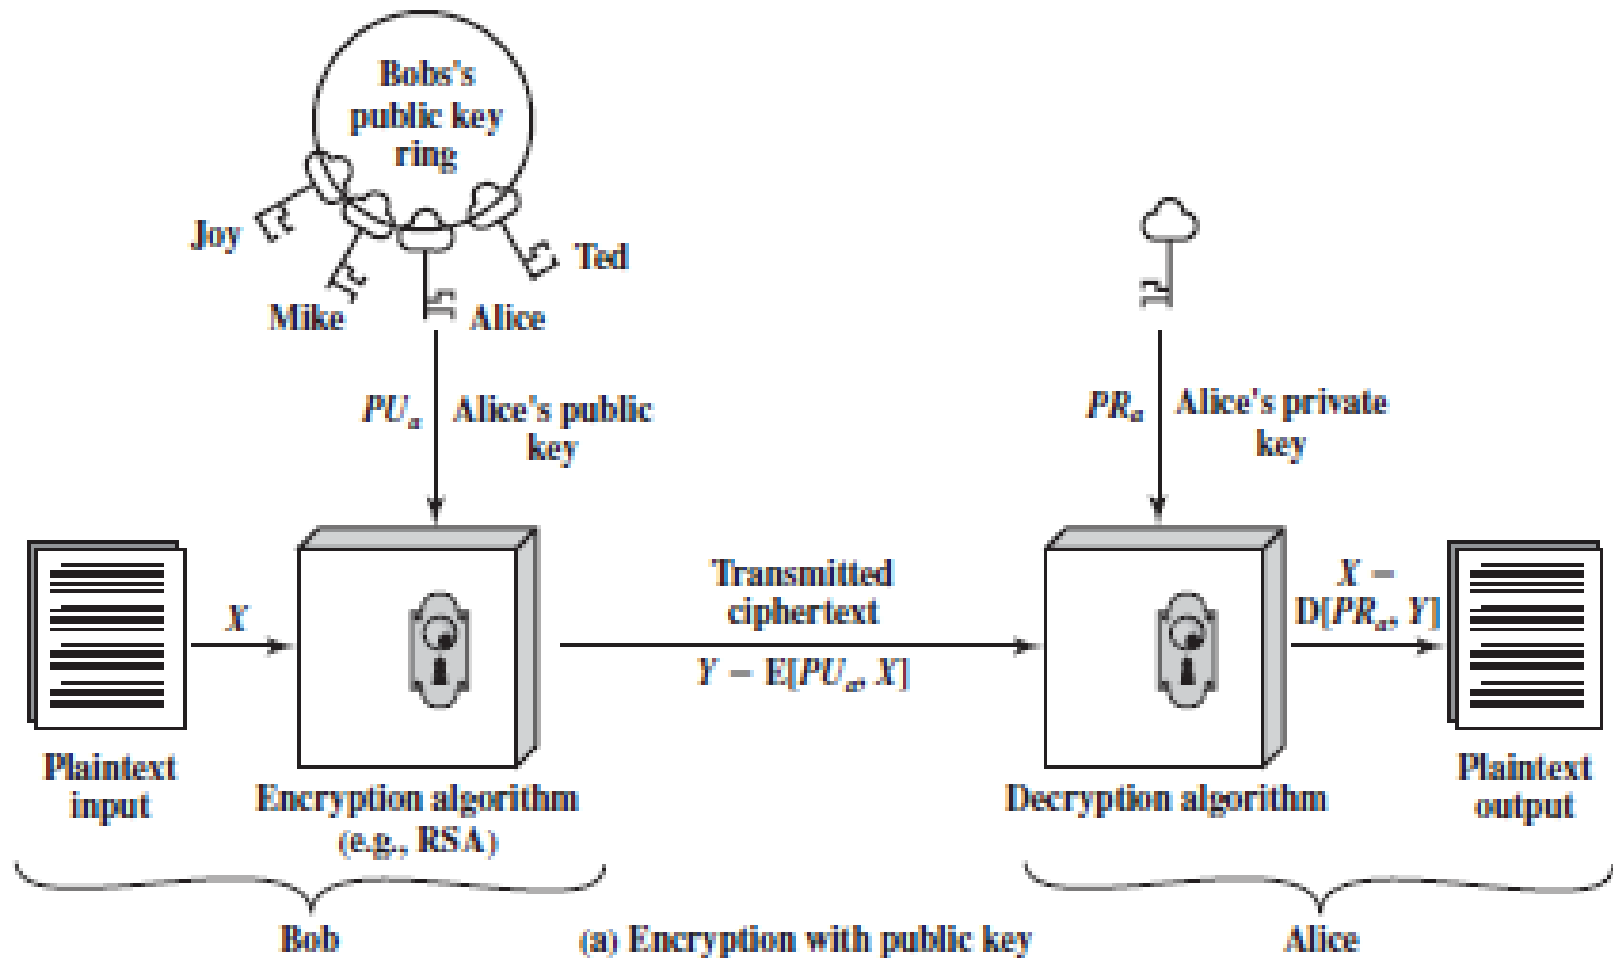 Bobs's
public key
ring
Joy
Ted
Mike
Alice
PUa
Alice's public
key
PRa
Alice's private
key
X
Transmitted
ciphertext
Y = E[PUa, X]
X =
D[PRa, Y]
Plaintext
input
Encryption algorithm
(e.g., RSA)
Decryption algorithm
Plaintext
output
Bob
(a) Encryption with public key
Alice